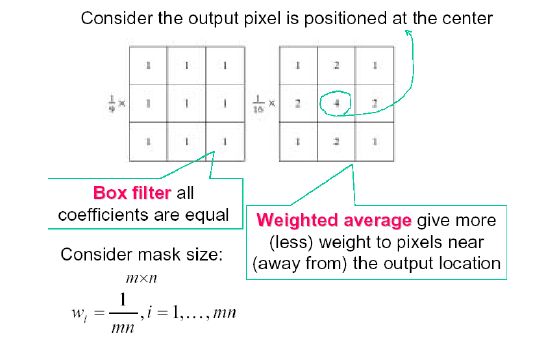 Consider the output pixel is positioned at the center
1 1 1
1/9 × 1 1 1
1 1 1
1 2 1
1/16 × 2 4 2
1 2 1
Box filter all
coefficients are equal
Weighted average give more
(less) weight to pixels near
(away from) the output location
Consider mask size:
m×n
w_i = 1/mn, i = 1,…, mn